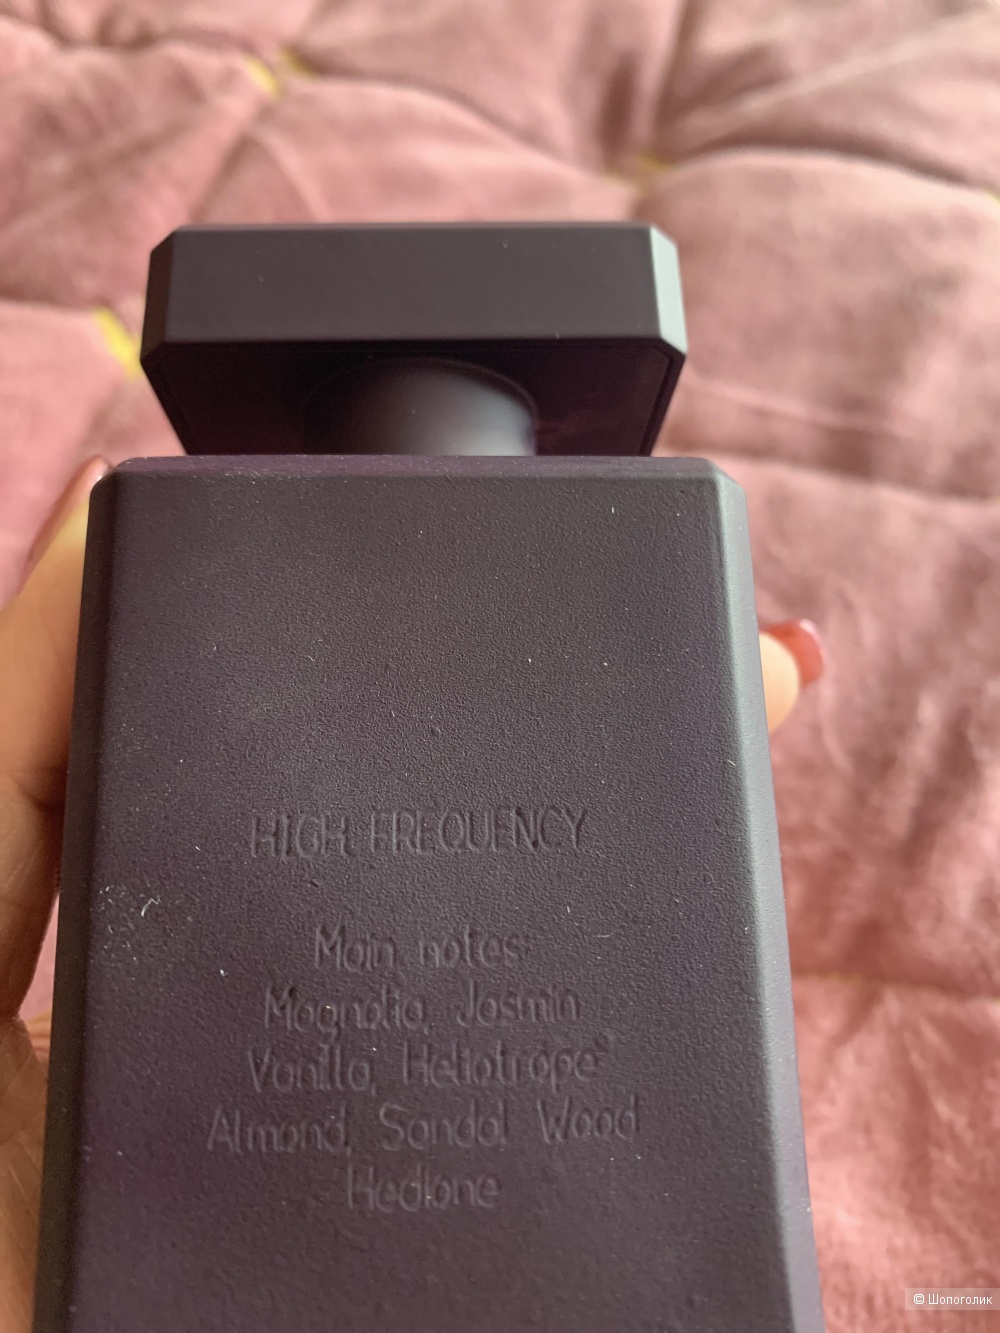 HIGH FREQUENCY
Main notes:
Magnolia, Jasmin
Vanilla, Heliotrope
Almond, Sandal Wood
Hedione
© Шопоголик